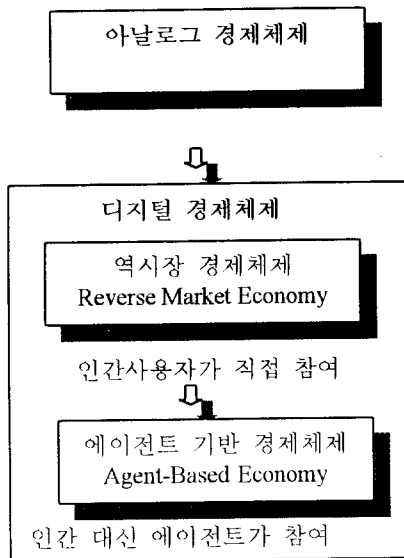 아날로그 경제체제
디지털 경제체제
역시장 경제체제
Reverse Market Economy
인간사용자가 직접 참여
에이전트 기반 경제체제
Agent-Based Economy
인간 대신 에이전트가 참여